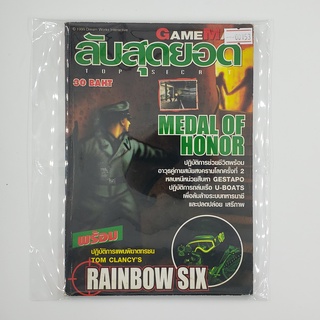 GAME
ลับสุดยอด
TOP SECRET
30 BAHT
MEDAL OF
HONOR
ปฏิบัติการช่วยชีวิตพร้อม
อาวุธคู่กายสมัยสงครามโลกครั้งที่ 2
หลบหนีหน่วยสืบหา GESTAPO
ปฏิบัติการถล่มเรือ U-BOATS
เพื่อล้มล้างระบบทหารนาซี
และปลดปล่อย เสรีภาพ
พร้อม
ปฏิบัติการแผนพิฆาตทรชน
TOM CLANCY'S
RAINBOW SIX